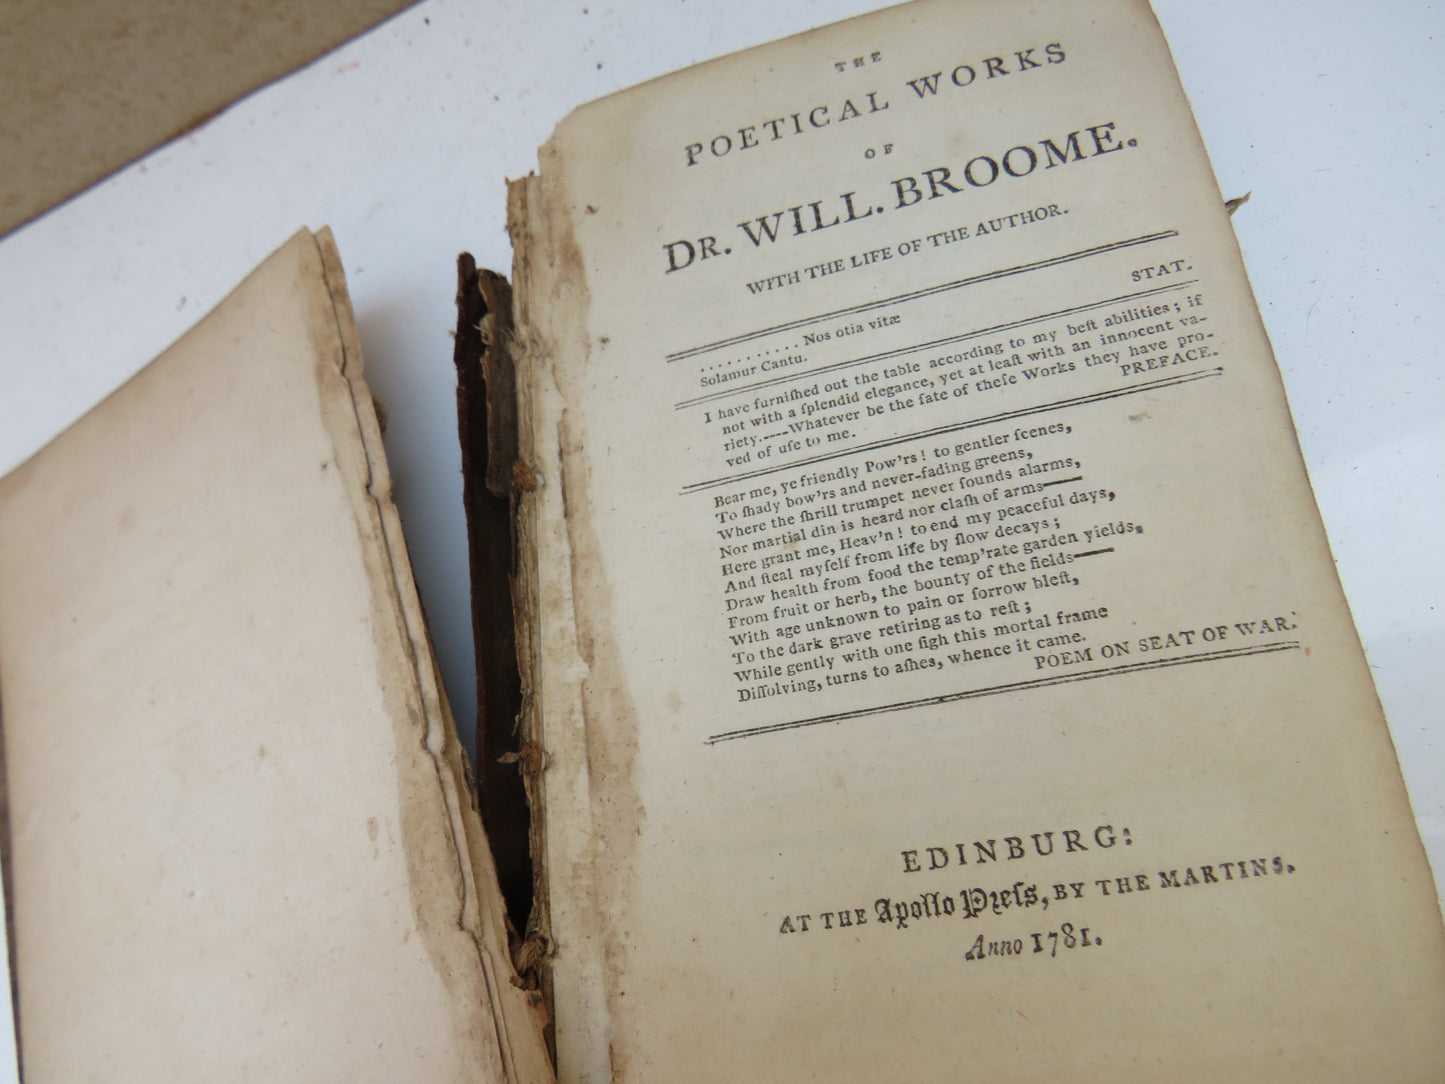 THE
POETICAL WORKS
OF
DR. WILL. BROOME.
WITH THE LIFE OF THE AUTHOR.
. . . . . . . . . . . Nos otia vitæ
Solamur Cantu. STAT.
I have furniſhed out the table according to my beſt abilities; if
not with a ſplendid elegance, yet at leaſt with an innocent va-
riety.----Whatever be the fate of theſe Works they have pro-
ved of uſe to me. PREFACE.
Bear me, ye friendly Pow'rs! to gentler ſcenes,
To ſhady bow'rs and never-fading greens,
Where the ſhrill trumpet never ſounds alarms,
Nor martial din is heard nor claſh of arms——
Here grant me, Heav'n! to end my peaceful days,
And ſteal myſelf from life by ſlow decays;
Draw health from food the temp'rate garden yields,
From fruit or herb, the bounty of the fields——
With age unknown to pain or ſorrow bleſt,
To the dark grave retiring as to reſt;
While gently with one ſigh this mortal frame
Diſſolving, turns to aſhes, whence it came.
POEM ON SEAT OF WAR.
EDINBURG:
AT THE Apollo Preſs, BY THE MARTINS.
Anno 1781.